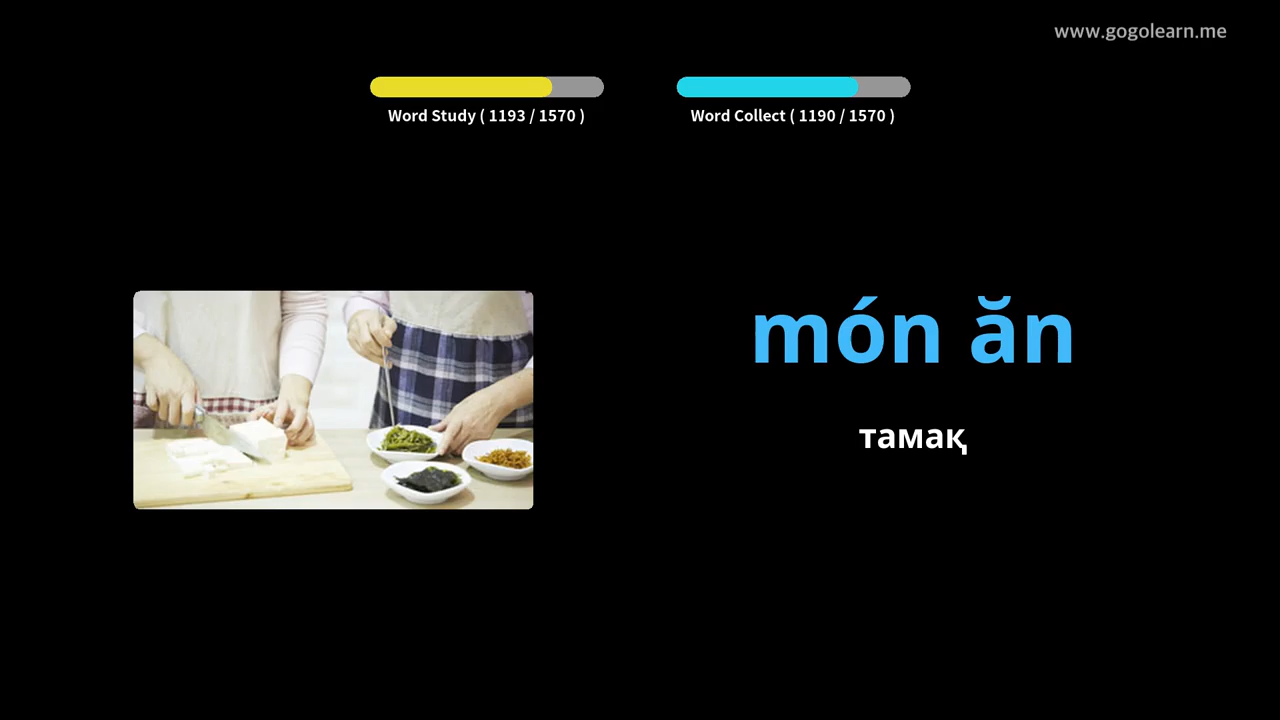 www.gogolearn.me
Word Study ( 1193 / 1570 )
Word Collect ( 1190 / 1570 )
món ăn
тамақ